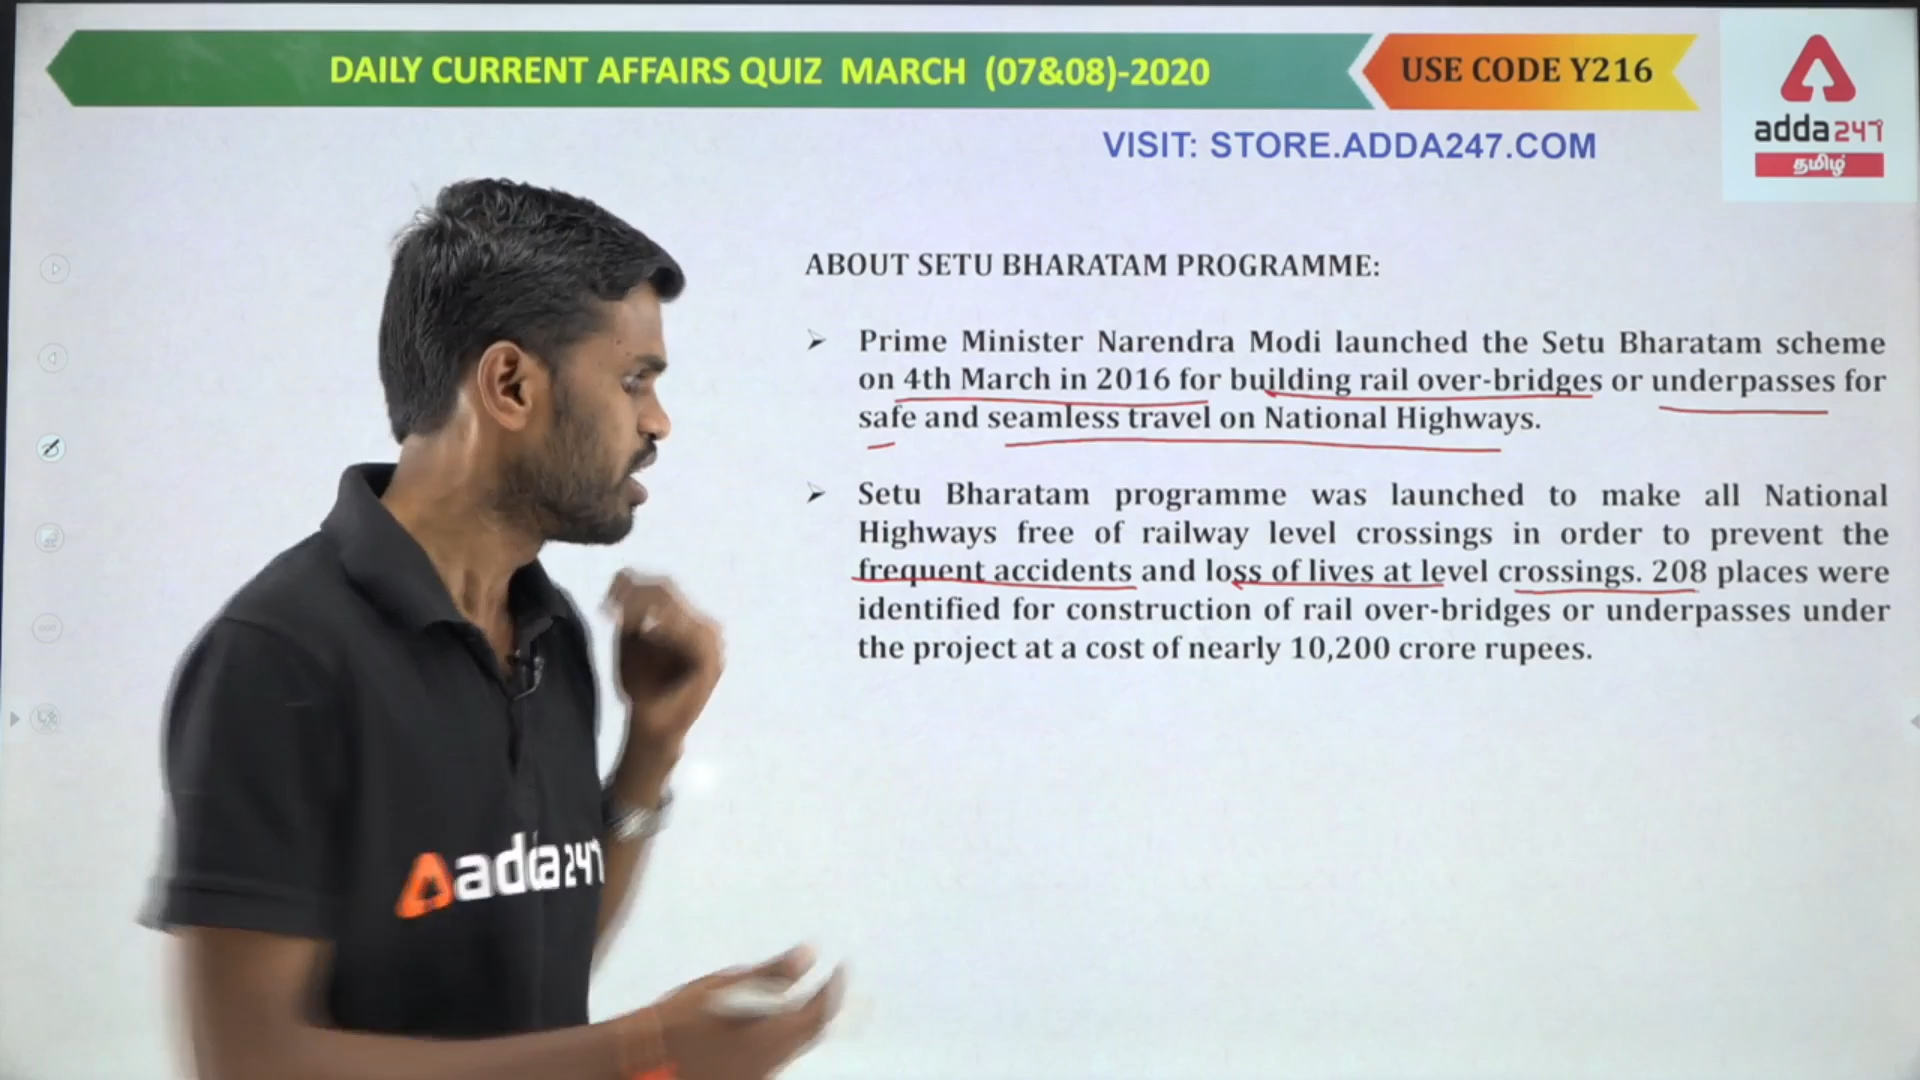 DAILY CURRENT AFFAIRS QUIZ MARCH (07&08)-2020
USE CODE Y216
adda247
தமிழ்
VISIT: STORE.ADDA247.COM
ABOUT SETU BHARATAM PROGRAMME:
Prime Minister Narendra Modi launched the Setu Bharatam scheme
on 4th March in 2016 for building rail over-bridges or underpasses for
safe and seamless travel on National Highways.
Setu Bharatam programme was launched to make all National
Highways free of railway level crossings in order to prevent the
frequent accidents and loss of lives at level crossings. 208 places were
identified for construction of rail over-bridges or underpasses under
the project at a cost of nearly 10,200 crore rupees.
adda247